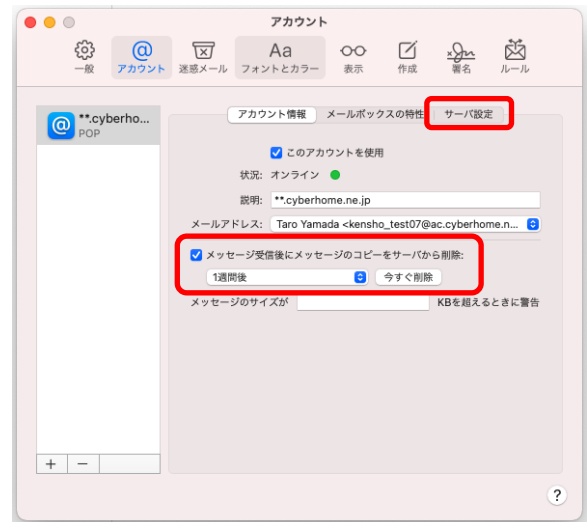 アカウント
一般 アカウント 迷惑メール フォントとカラー 表示 作成 署名 ルール
**.cyberho...
POP
アカウント情報 メールボックスの特性 サーバ設定
このアカウントを使用
状況: オンライン
説明: **.cyberhome.ne.jp
メールアドレス: Taro Yamada <kensho_test07@ac.cyberhome.n...
メッセージ受信後にメッセージのコピーをサーバから削除:
1週間後 今すぐ削除
メッセージのサイズが KBを超えるときに警告
+ −
?